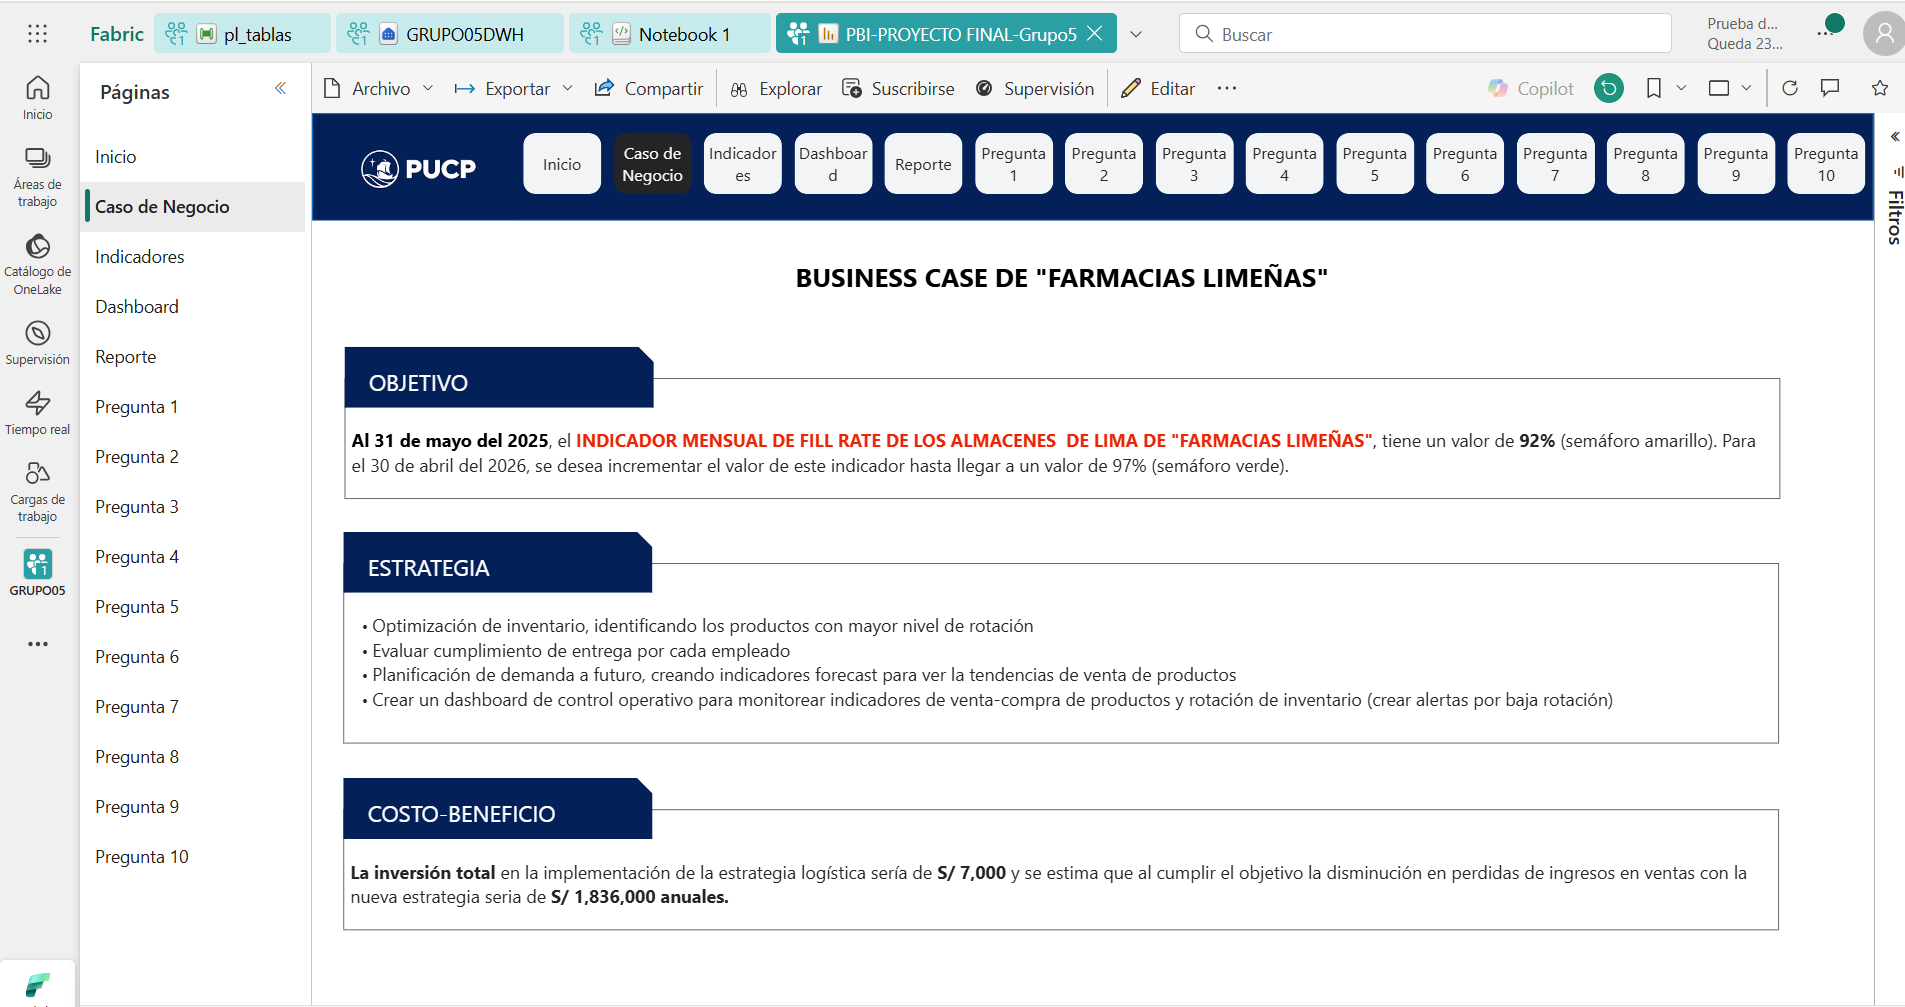 Fabric
pl_tablas
GRUPO05DWH
Notebook 1
PBI-PROYECTO FINAL-Grupo5
Buscar
Prueba d...
Queda 23...
Inicio
Áreas de
trabajo
Catálogo de
OneLake
Supervisión
Tiempo real
Cargas de
trabajo
GRUPO05
Páginas
Inicio
Caso de Negocio
Indicadores
Dashboard
Reporte
Pregunta 1
Pregunta 2
Pregunta 3
Pregunta 4
Pregunta 5
Pregunta 6
Pregunta 7
Pregunta 8
Pregunta 9
Pregunta 10
Archivo
Exportar
Compartir
Explorar
Suscribirse
Supervisión
Editar
Copilot
PUCP
Inicio
Caso de
Negocio
Indicador
es
Dashboar
d
Reporte
Pregunta
1
Pregunta
2
Pregunta
3
Pregunta
4
Pregunta
5
Pregunta
6
Pregunta
7
Pregunta
8
Pregunta
9
Pregunta
10
Filtros
BUSINESS CASE DE "FARMACIAS LIMEÑAS"
OBJETIVO
Al 31 de mayo del 2025, el INDICADOR MENSUAL DE FILL RATE DE LOS ALMACENES  DE LIMA DE "FARMACIAS LIMEÑAS", tiene un valor de 92% (semáforo amarillo). Para
el 30 de abril del 2026, se desea incrementar el valor de este indicador hasta llegar a un valor de 97% (semáforo verde).
ESTRATEGIA
• Optimización de inventario, identificando los productos con mayor nivel de rotación
• Evaluar cumplimiento de entrega por cada empleado
• Planificación de demanda a futuro, creando indicadores forecast para ver la tendencias de venta de productos
• Crear un dashboard de control operativo para monitorear indicadores de venta-compra de productos y rotación de inventario (crear alertas por baja rotación)
COSTO-BENEFICIO
La inversión total en la implementación de la estrategia logística sería de S/ 7,000 y se estima que al cumplir el objetivo la disminución en perdidas de ingresos en ventas con la
nueva estrategia seria de S/ 1,836,000 anuales.